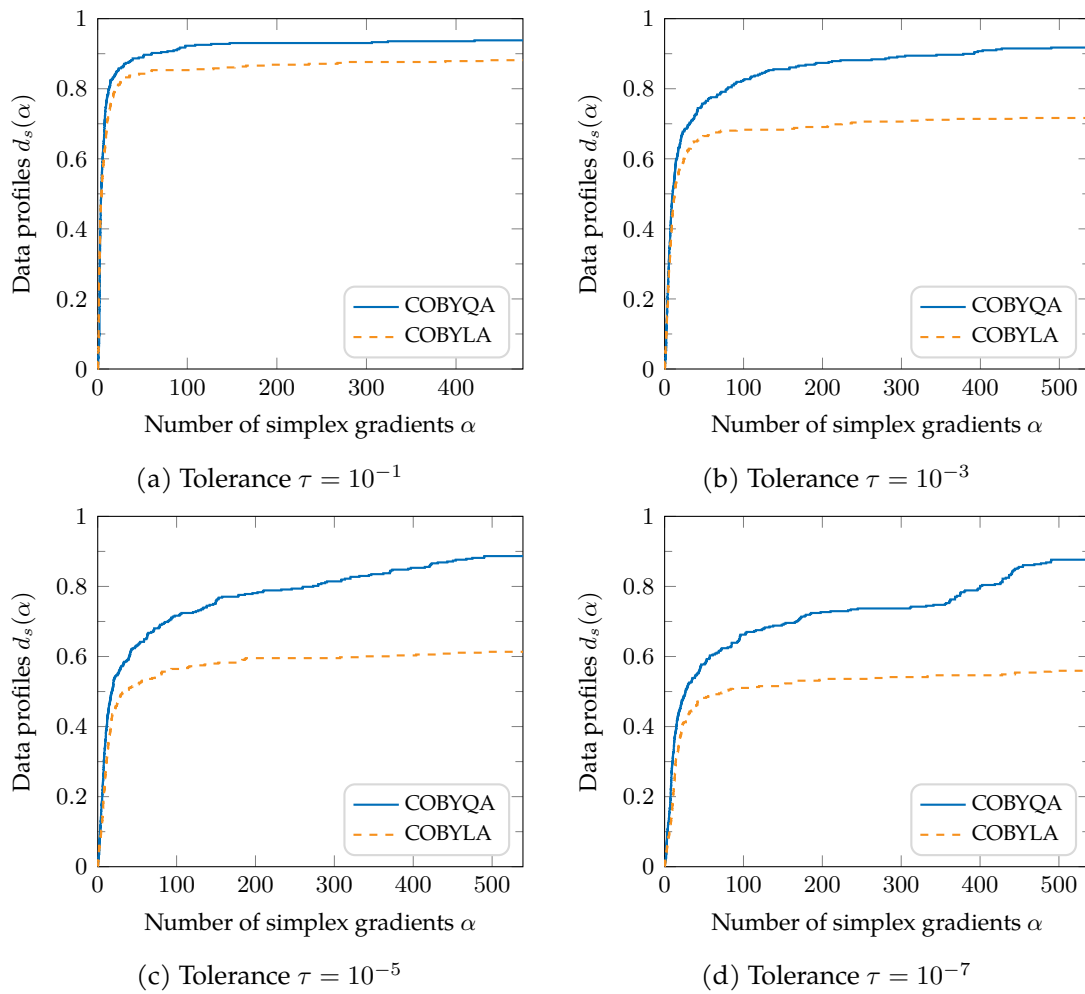 1
0.8
0.6
0.4
0.2
0
Data profiles d_s(α)
COBYQA
COBYLA
0 100 200 300 400
Number of simplex gradients α
(a) Tolerance τ = 10⁻¹
1
0.8
0.6
0.4
0.2
0
Data profiles d_s(α)
COBYQA
COBYLA
0 100 200 300 400 500
Number of simplex gradients α
(b) Tolerance τ = 10⁻³
1
0.8
0.6
0.4
0.2
0
Data profiles d_s(α)
COBYQA
COBYLA
0 100 200 300 400 500
Number of simplex gradients α
(c) Tolerance τ = 10⁻⁵
1
0.8
0.6
0.4
0.2
0
Data profiles d_s(α)
COBYQA
COBYLA
0 100 200 300 400 500
Number of simplex gradients α
(d) Tolerance τ = 10⁻⁷